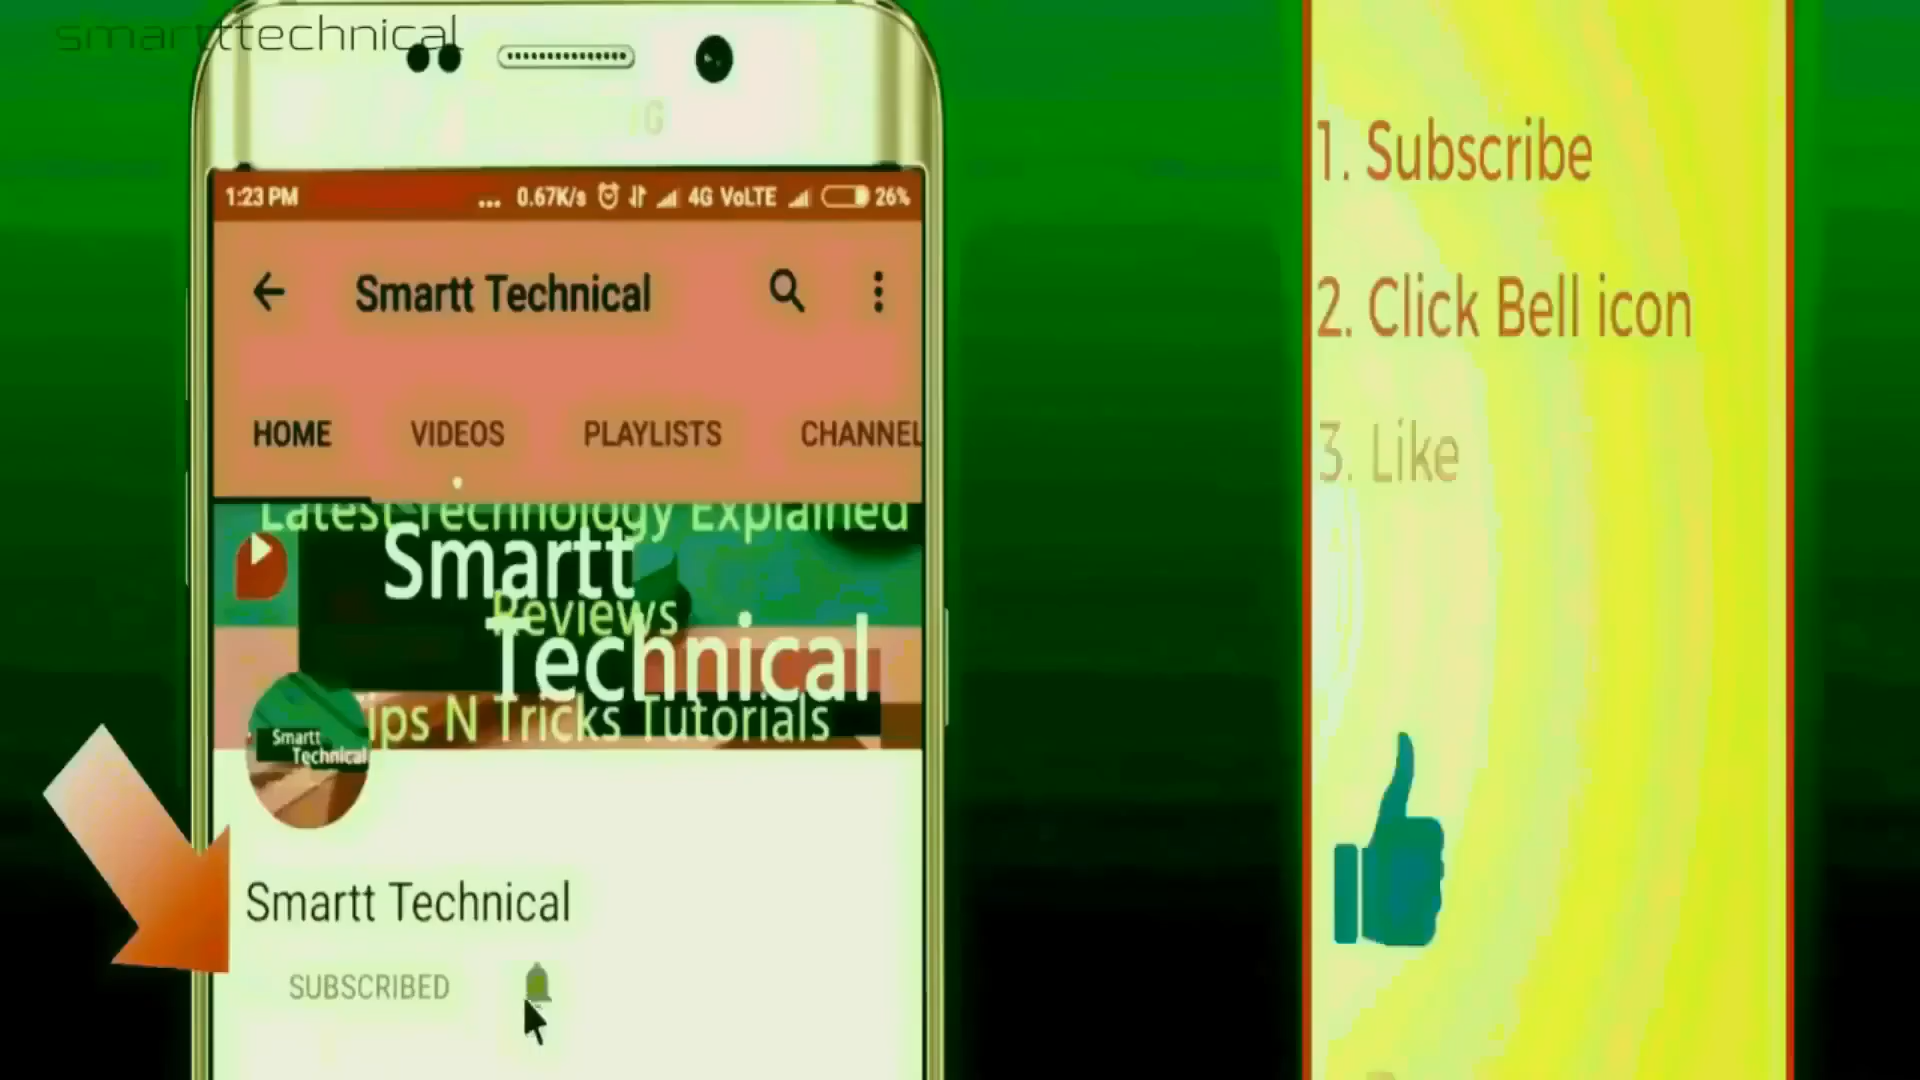 smarttechnical
G
1:23 PM ... 0.67K/s 4G VoLTE 26%
Smartt Technical
HOME VIDEOS PLAYLISTS CHANNEL
Latest Technology Explained
Smartt
Reviews
Technical
ips N Tricks Tutorials
Smartt
Technical
Smartt Technical
SUBSCRIBED
1. Subscribe
2. Click Bell icon
3. Like